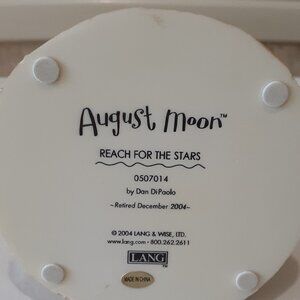 August Moon™
REACH FOR THE STARS
0507014
by Dan DiPaolo
~Retired December 2004~
© 2004 LANG & WISE, LTD.
www.lang.com • 800.262.2611
LANG™
MADE IN CHINA